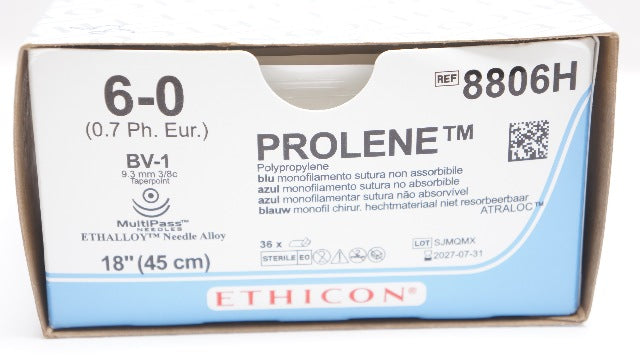 6-0
(0.7 Ph. Eur.)
BV-1
9.3 mm 3/8c
Taperpoint
MultiPass™
NEEDLES
ETHALLOY™ Needle Alloy
18" (45 cm)
REF 8806H
PROLENE™
Polypropylene
blu monofilamento sutura non assorbibile
azul monofilamento sutura no absorbible
azul monofilamentar sutura não absorvível
blauw monofil chirur. hechtmateriaal niet resorbeerbaar
ATRALOC™
36 x
STERILE EO
LOT SJMQMX
2027-07-31
ETHICON®